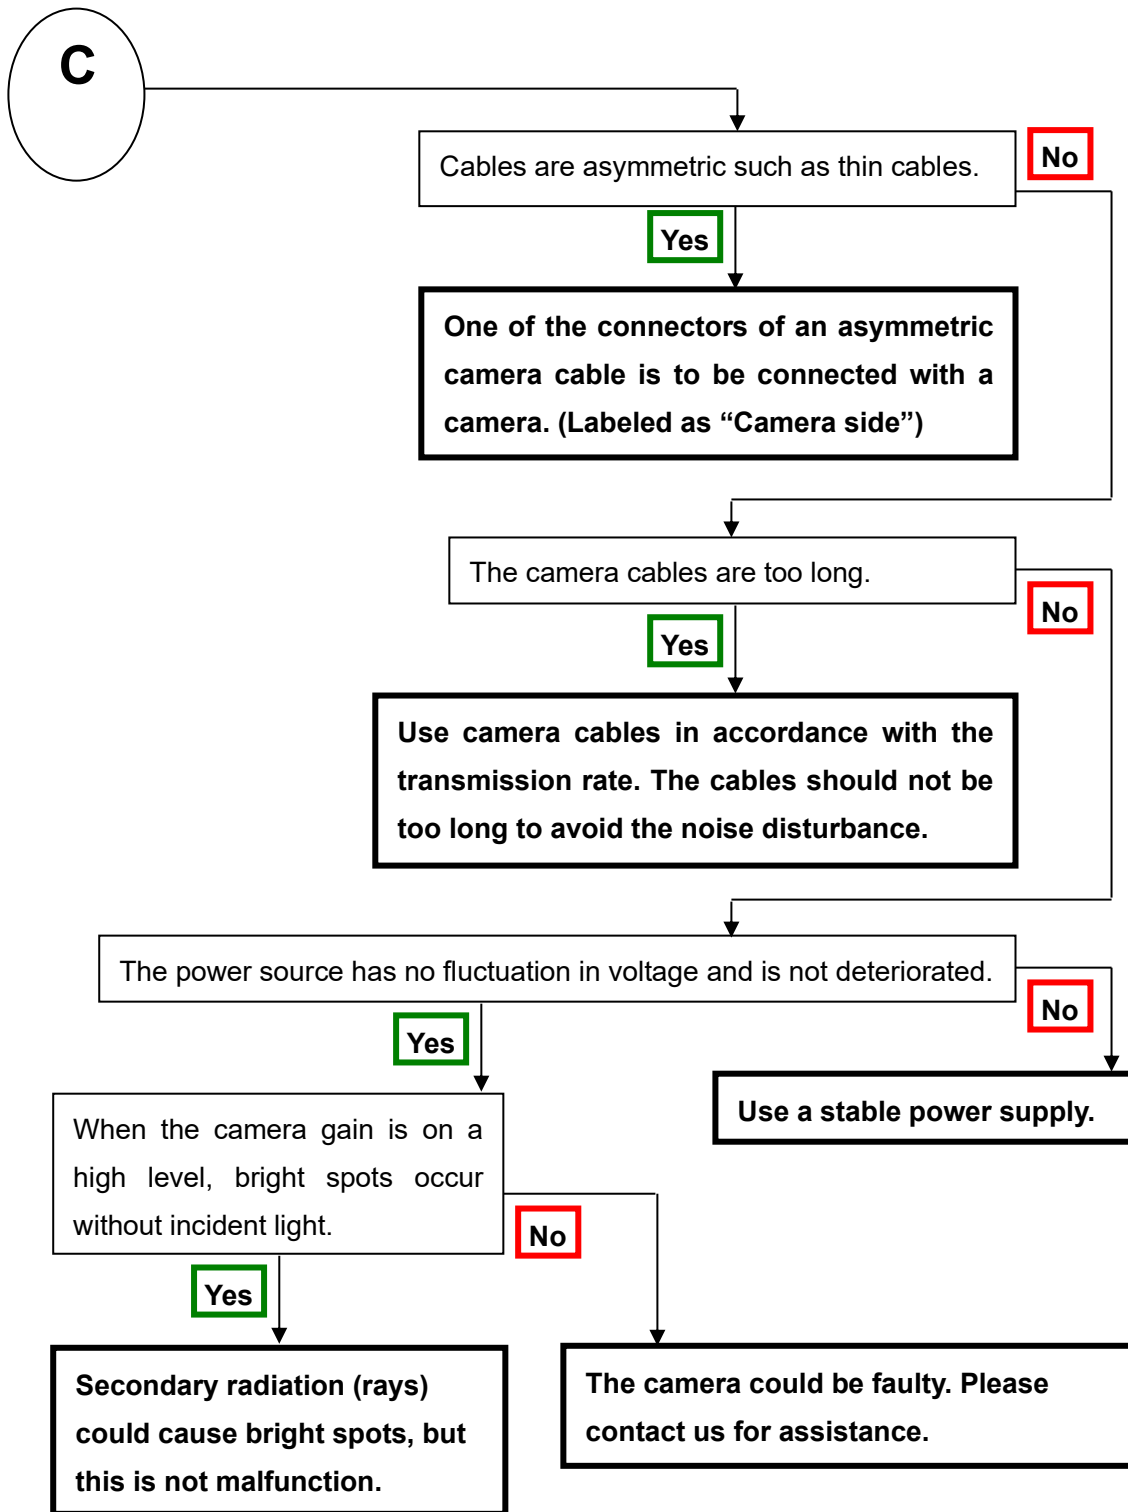 C
Cables are asymmetric such as thin cables.
No
Yes
One of the connectors of an asymmetric
camera cable is to be connected with a
camera. (Labeled as “Camera side”)
The camera cables are too long.
No
Yes
Use camera cables in accordance with the
transmission rate. The cables should not be
too long to avoid the noise disturbance.
The power source has no fluctuation in voltage and is not deteriorated.
No
Yes
Use a stable power supply.
When the camera gain is on a
high level, bright spots occur
without incident light.
No
Yes
Secondary radiation (rays)
could cause bright spots, but
this is not malfunction.
The camera could be faulty. Please
contact us for assistance.